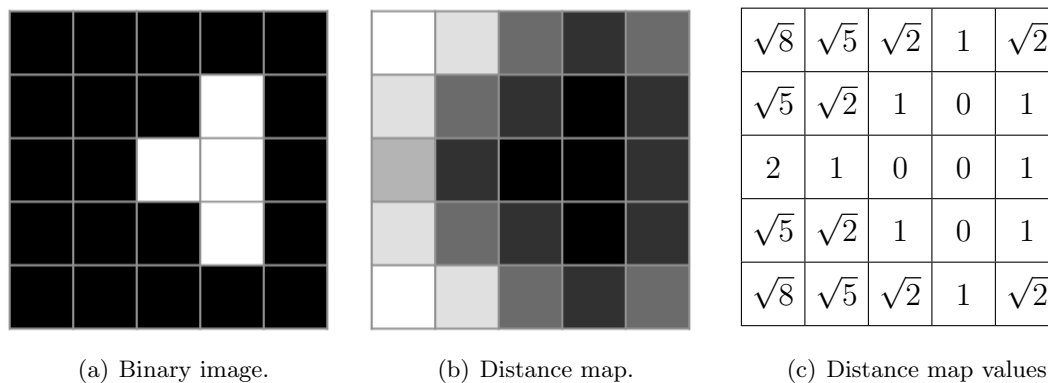 √8 √5 √2 1 √2
√5 √2 1 0 1
2 1 0 0 1
√5 √2 1 0 1
√8 √5 √2 1 √2
(a) Binary image. (b) Distance map. (c) Distance map values